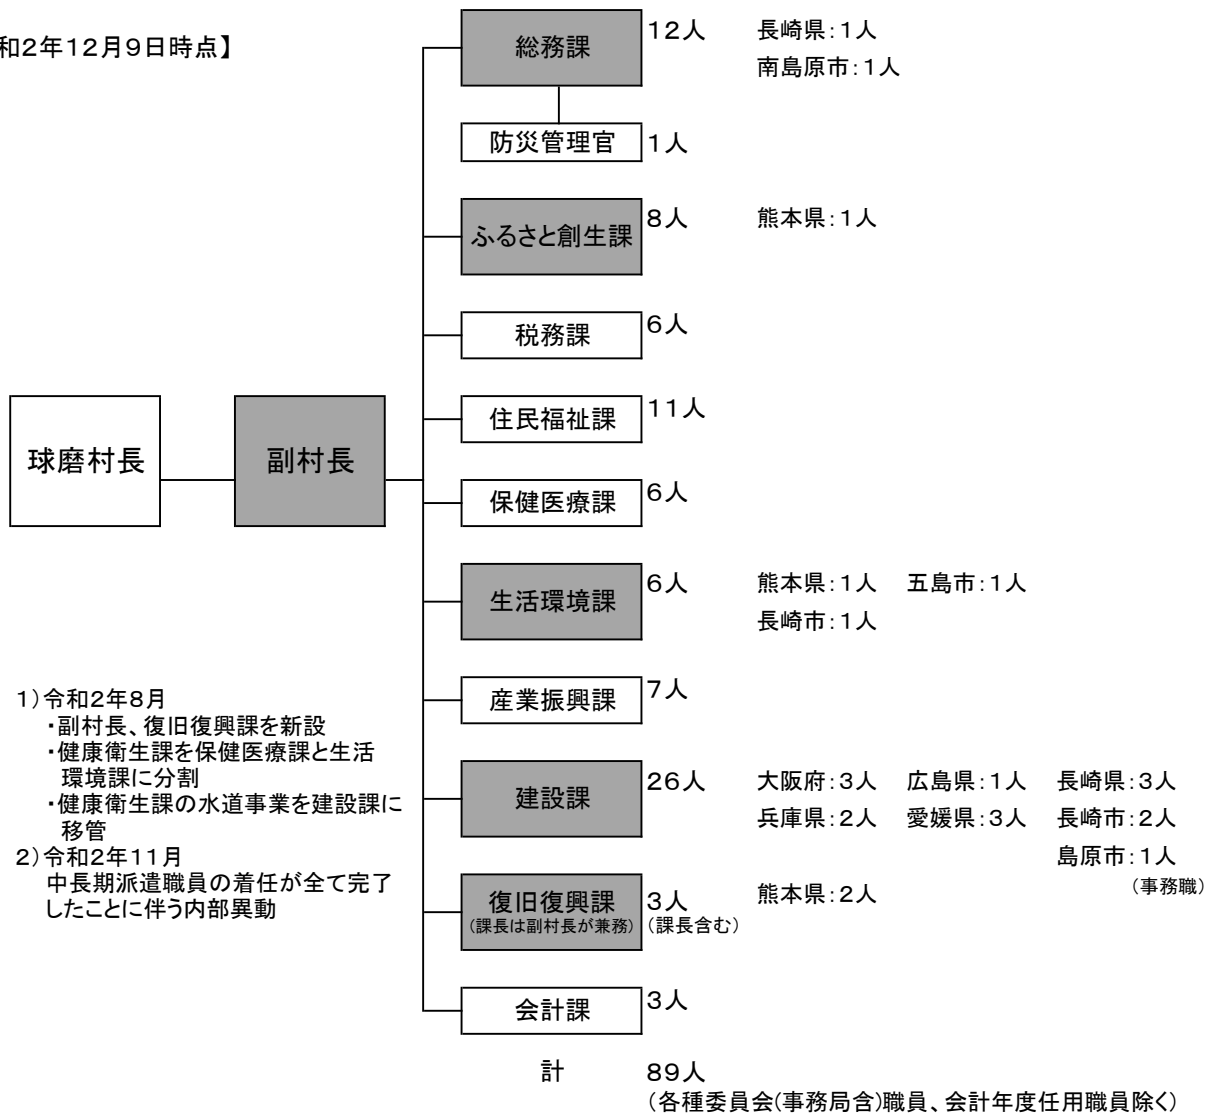 和2年12月9日時点】
総務課 12人 長崎県：1人
南島原市：1人
防災管理官 1人
ふるさと創生課 8人 熊本県：1人
税務課 6人
住民福祉課 11人
球磨村長 副村長
保健医療課 6人
生活環境課 6人 熊本県：1人 五島市：1人
長崎市：1人
産業振興課 7人
1）令和2年8月
・副村長、復旧復興課を新設
・健康衛生課を保健医療課と生活
環境課に分割
・健康衛生課の水道事業を建設課に
移管
2）令和2年11月
中長期派遣職員の着任が全て完了
したことに伴う内部異動
建設課 26人 大阪府：3人 広島県：1人 長崎県：3人
兵庫県：2人 愛媛県：3人 長崎市：2人
島原市：1人
（事務職）
復旧復興課 3人 熊本県：2人
（課長は副村長が兼務） （課長含む）
会計課 3人
計 89人
（各種委員会(事務局含)職員、会計年度任用職員除く）